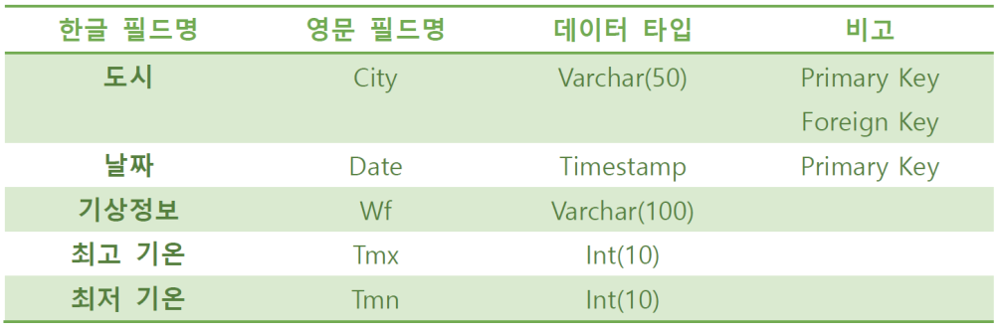 한글 필드명 영문 필드명 데이터 타입 비고
도시 City Varchar(50) Primary Key
Foreign Key
날짜 Date Timestamp Primary Key
기상정보 Wf Varchar(100)
최고 기온 Tmx Int(10)
최저 기온 Tmn Int(10)